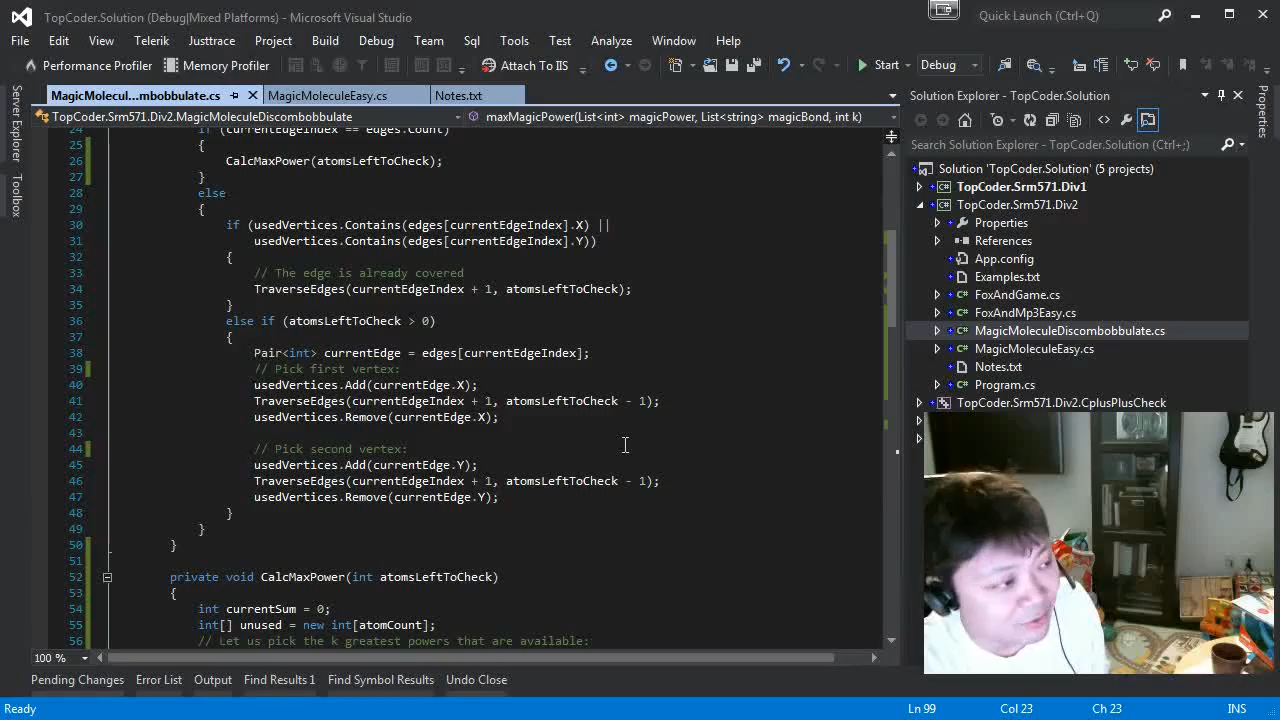 TopCoder.Solution (Debug|Mixed Platforms) - Microsoft Visual Studio
Quick Launch (Ctrl+Q)
File Edit View Telerik Justtrace Project Build Debug Team Sql Tools Test Analyze Window Help
Performance Profiler Memory Profiler Attach To IIS Start Debug
MagicMolecul...mbobbulate.cs MagicMoleculeEasy.cs Notes.txt
TopCoder.Srm571.Div2.MagicMoleculeDiscombobbulate maxMagicPower(List<int> magicPower, List<string> magicBond, int k)
Server Explorer
Toolbox
24 if (currentEdgeIndex == edges.Count)
25 {
26 CalcMaxPower(atomsLeftToCheck);
27 }
28 else
29 {
30 if (usedVertices.Contains(edges[currentEdgeIndex].X) ||
31 usedVertices.Contains(edges[currentEdgeIndex].Y))
32 {
33 // The edge is already covered
34 TraverseEdges(currentEdgeIndex + 1, atomsLeftToCheck);
35 }
36 else if (atomsLeftToCheck > 0)
37 {
38 Pair<int> currentEdge = edges[currentEdgeIndex];
39 // Pick first vertex:
40 usedVertices.Add(currentEdge.X);
41 TraverseEdges(currentEdgeIndex + 1, atomsLeftToCheck - 1);
42 usedVertices.Remove(currentEdge.X);
43
44 // Pick second vertex:
45 usedVertices.Add(currentEdge.Y);
46 TraverseEdges(currentEdgeIndex + 1, atomsLeftToCheck - 1);
47 usedVertices.Remove(currentEdge.Y);
48 }
49 }
50 }
51
52 private void CalcMaxPower(int atomsLeftToCheck)
53 {
54 int currentSum = 0;
55 int[] unused = new int[atomCount];
56 // Let us pick the k greatest powers that are available:
100 %
Solution Explorer - TopCoder.Solution
Search Solution Explorer (Ctrl+;)
Solution 'TopCoder.Solution' (5 projects)
TopCoder.Srm571.Div1
TopCoder.Srm571.Div2
Properties
References
App.config
Examples.txt
FoxAndGame.cs
FoxAndMp3Easy.cs
MagicMoleculeDiscombobbulate.cs
MagicMoleculeEasy.cs
Notes.txt
Program.cs
TopCoder.Srm571.Div2.CplusPlusCheck
Properties
Pending Changes Error List Output Find Results 1 Find Symbol Results Undo Close
Ready Ln 99 Col 23 Ch 23 INS